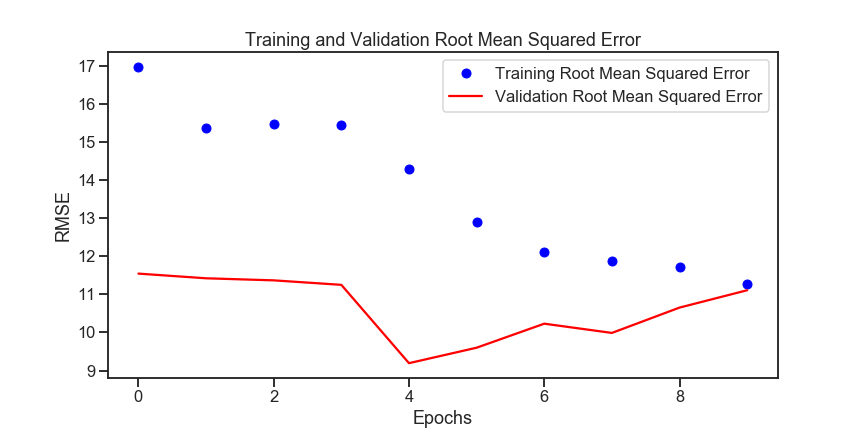 Training and Validation Root Mean Squared Error
Training Root Mean Squared Error
Validation Root Mean Squared Error
RMSE
17
16
15
14
13
12
11
10
9
0 2 4 6 8
Epochs